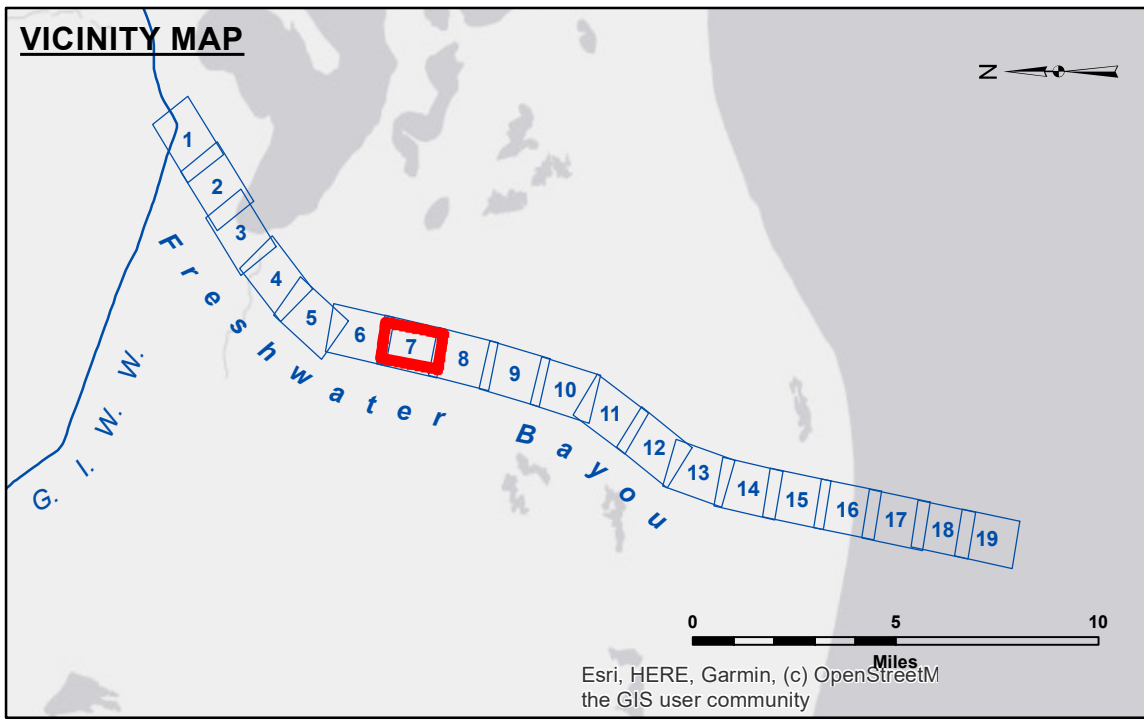 VICINITY MAP
N
1
2
3
4
5
6
7
8
9
10
11
12
13
14
15
16
17
18
19
Freshwater Bayou
G. I. W. W.
0 5 10
Miles
Esri, HERE, Garmin, (c) OpenStreetM
the GIS user community